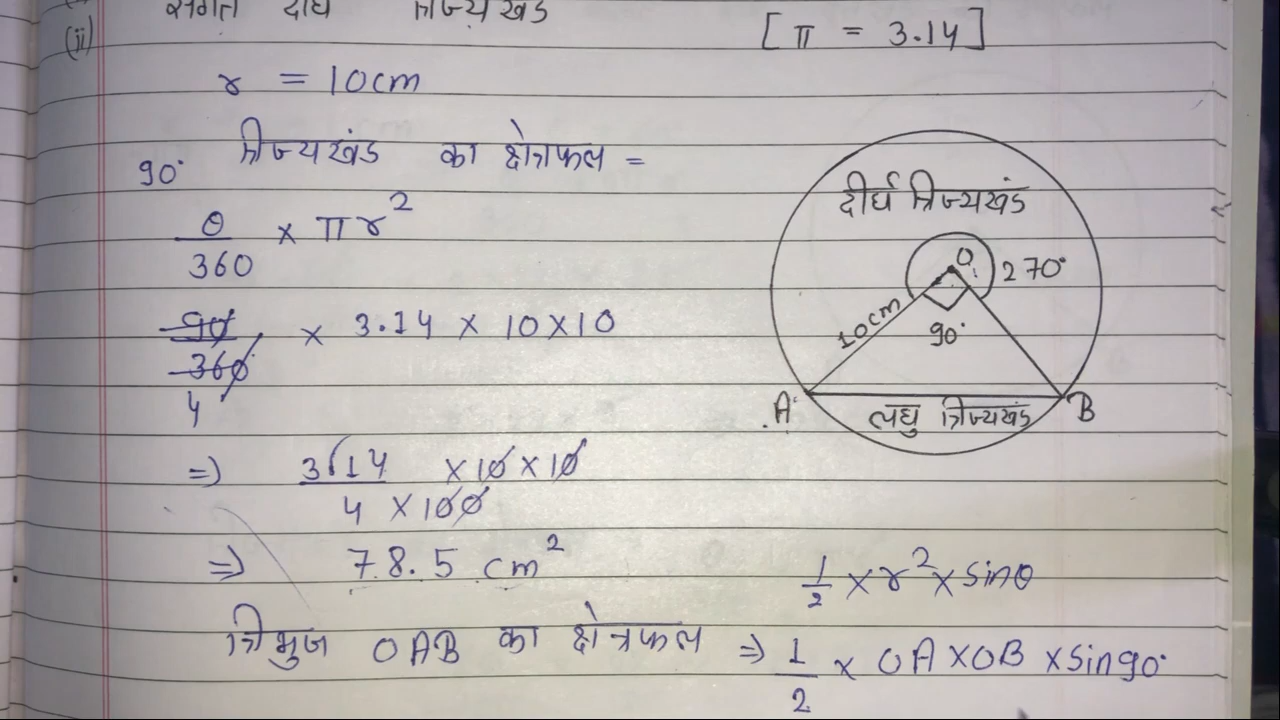 संगत दीर्घ त्रिज्यखंड
(ii)
[π = 3.14]
r = 10cm
90° त्रिज्यखंड का क्षेत्रफल =
θ/360 × πr²
90/360 × 3.14 × 10×10
4
⇒ 314 ×10×10 / 4 ×100
⇒ 78.5 cm²
त्रिभुज OAB का क्षेत्रफल ⇒ 1/2 × OA×OB ×sin90°
1/2 ×r²×sinθ
दीर्घ त्रिज्यखंड
O
270°
10cm
90°
A
B
लघु त्रिज्यखंड